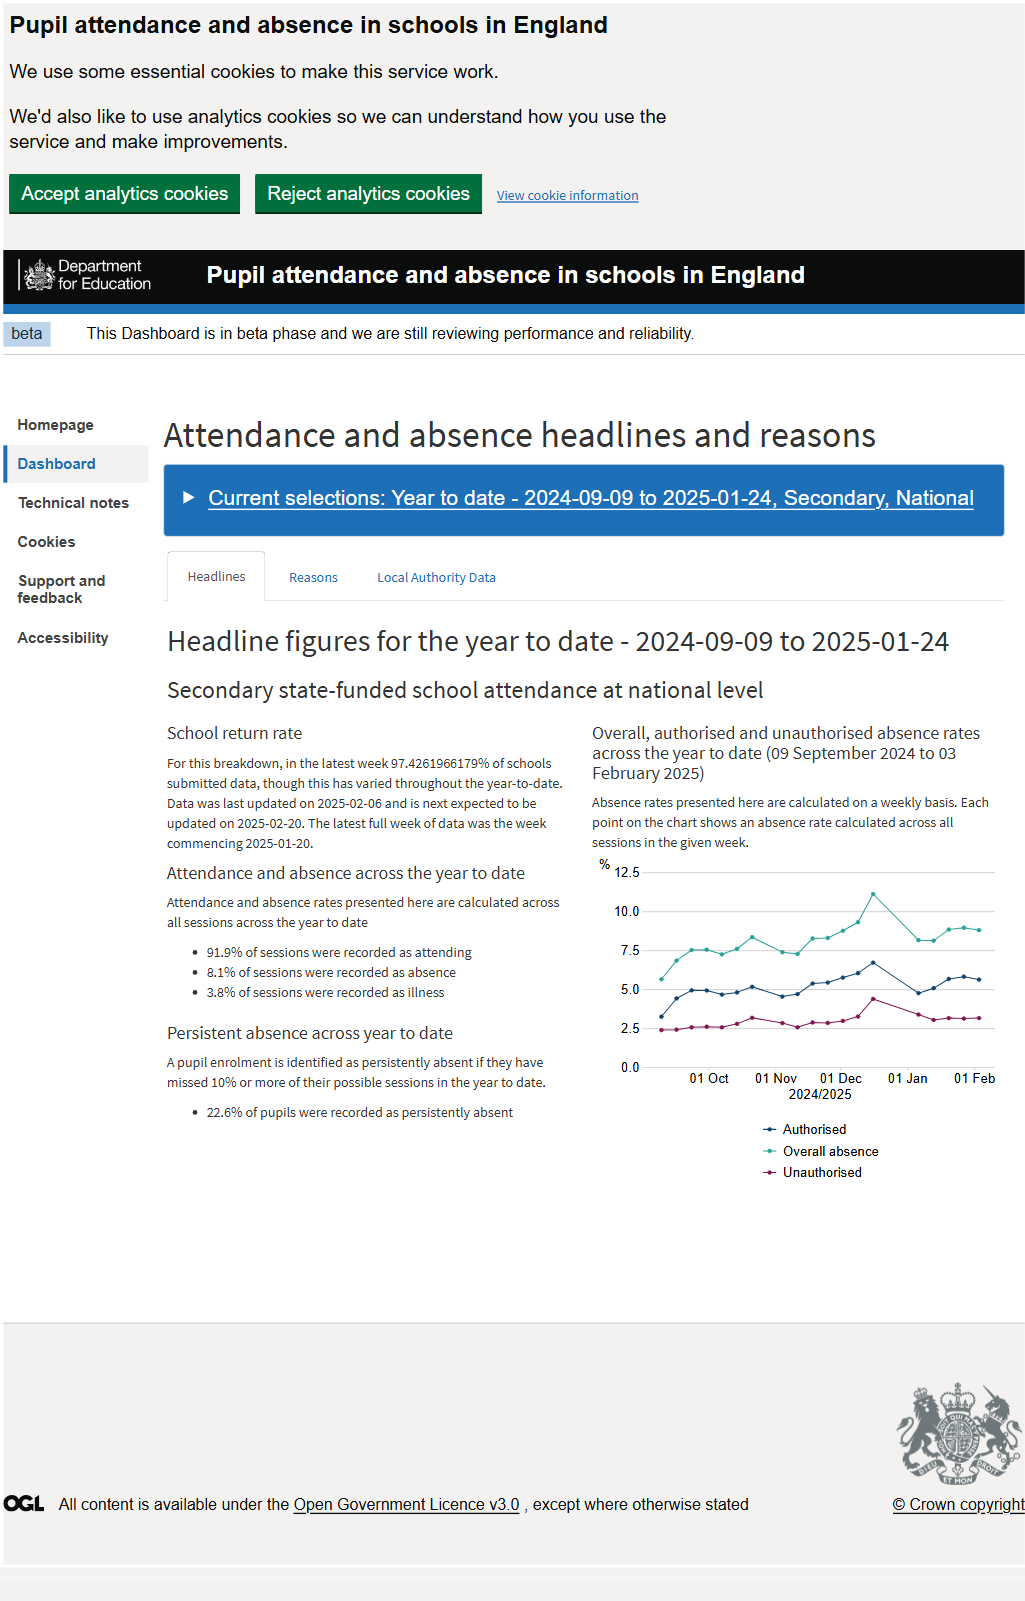 Pupil attendance and absence in schools in England
We use some essential cookies to make this service work.
We'd also like to use analytics cookies so we can understand how you use the
service and make improvements.
Accept analytics cookies
Reject analytics cookies
View cookie information
Department
for Education
Pupil attendance and absence in schools in England
beta
This Dashboard is in beta phase and we are still reviewing performance and reliability.
Homepage
Dashboard
Technical notes
Cookies
Support and
feedback
Accessibility
Attendance and absence headlines and reasons
Current selections: Year to date - 2024-09-09 to 2025-01-24, Secondary, National
Headlines
Reasons
Local Authority Data
Headline figures for the year to date - 2024-09-09 to 2025-01-24
Secondary state-funded school attendance at national level
School return rate
For this breakdown, in the latest week 97.4261966179% of schools
submitted data, though this has varied throughout the year-to-date.
Data was last updated on 2025-02-06 and is next expected to be
updated on 2025-02-20. The latest full week of data was the week
commencing 2025-01-20.
Attendance and absence across the year to date
Attendance and absence rates presented here are calculated across
all sessions across the year to date
• 91.9% of sessions were recorded as attending
• 8.1% of sessions were recorded as absence
• 3.8% of sessions were recorded as illness
Persistent absence across year to date
A pupil enrolment is identified as persistently absent if they have
missed 10% or more of their possible sessions in the year to date.
• 22.6% of pupils were recorded as persistently absent
Overall, authorised and unauthorised absence rates
across the year to date (09 September 2024 to 03
February 2025)
Absence rates presented here are calculated on a weekly basis. Each
point on the chart shows an absence rate calculated across all
sessions in the given week.
%
12.5
10.0
7.5
5.0
2.5
0.0
01 Oct
01 Nov
01 Dec
01 Jan
01 Feb
2024/2025
Authorised
Overall absence
Unauthorised
DIEU ET MON DROIT
OGL
All content is available under the Open Government Licence v3.0 , except where otherwise stated
© Crown copyright